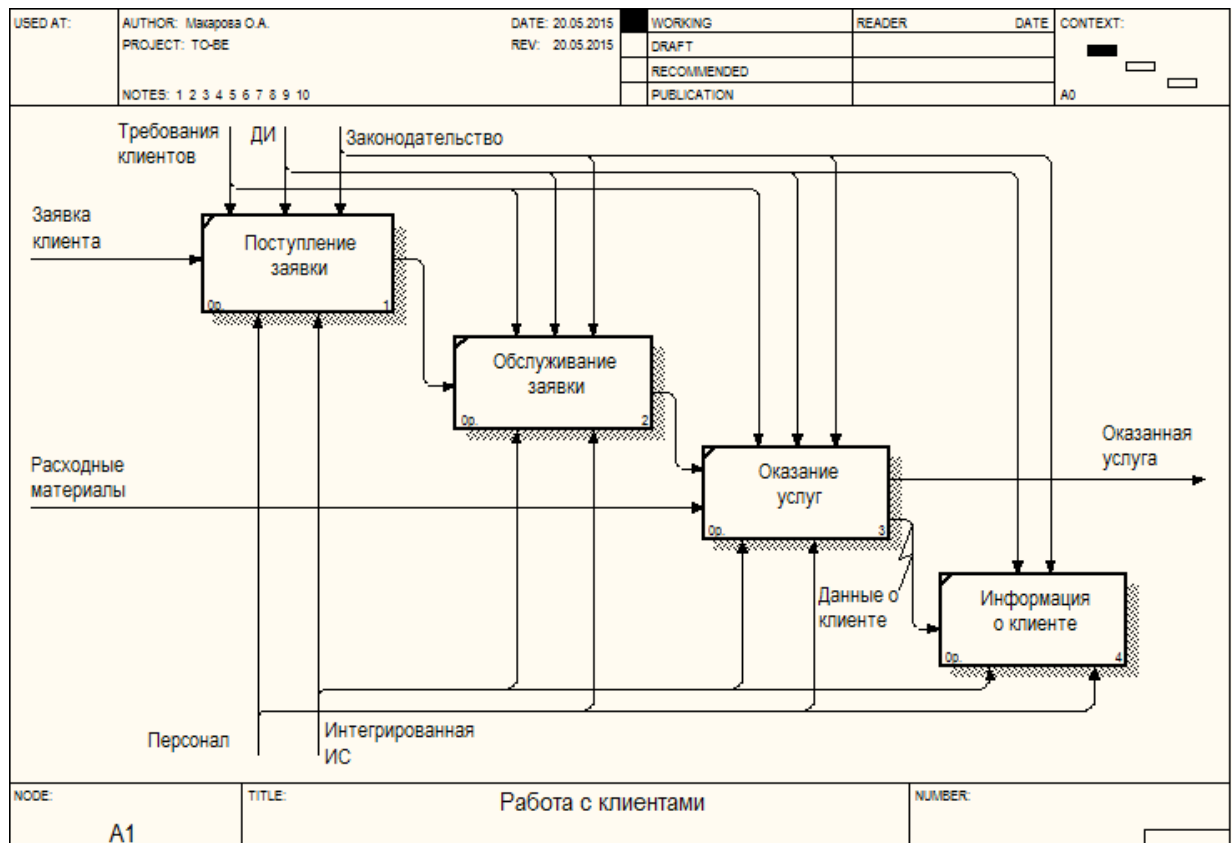 USED AT:
AUTHOR: Макарова О.А.
DATE: 20.05.2015
PROJECT: TO-BE
REV: 20.05.2015
NOTES: 1 2 3 4 5 6 7 8 9 10
WORKING
DRAFT
RECOMMENDED
PUBLICATION
READER
DATE
CONTEXT:
A0
Требования
клиентов
ДИ
Законодательство
Заявка
клиента
Поступление
заявки
0р.
1
Обслуживание
заявки
0р.
2
Расходные
материалы
Оказание
услуг
0р.
3
Оказанная
услуга
Данные о
клиенте
Информация
о клиенте
0р.
4
Персонал
Интегрированная
ИС
NODE:
A1
TITLE:
Работа с клиентами
NUMBER: